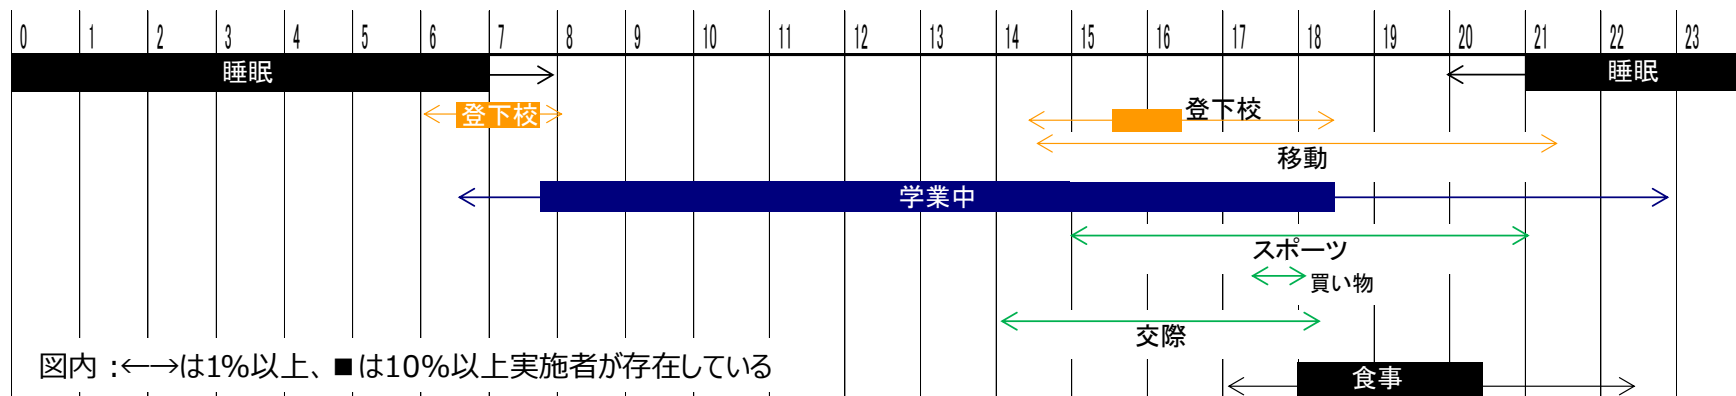 0 1 2 3 4 5 6 7 8 9 10 11 12 13 14 15 16 17 18 19 20 21 22 23
睡眠 睡眠
登下校 登下校
移動
学業中
スポーツ
買い物
交際
図内：←→は1%以上、■は10%以上実施者が存在している
食事